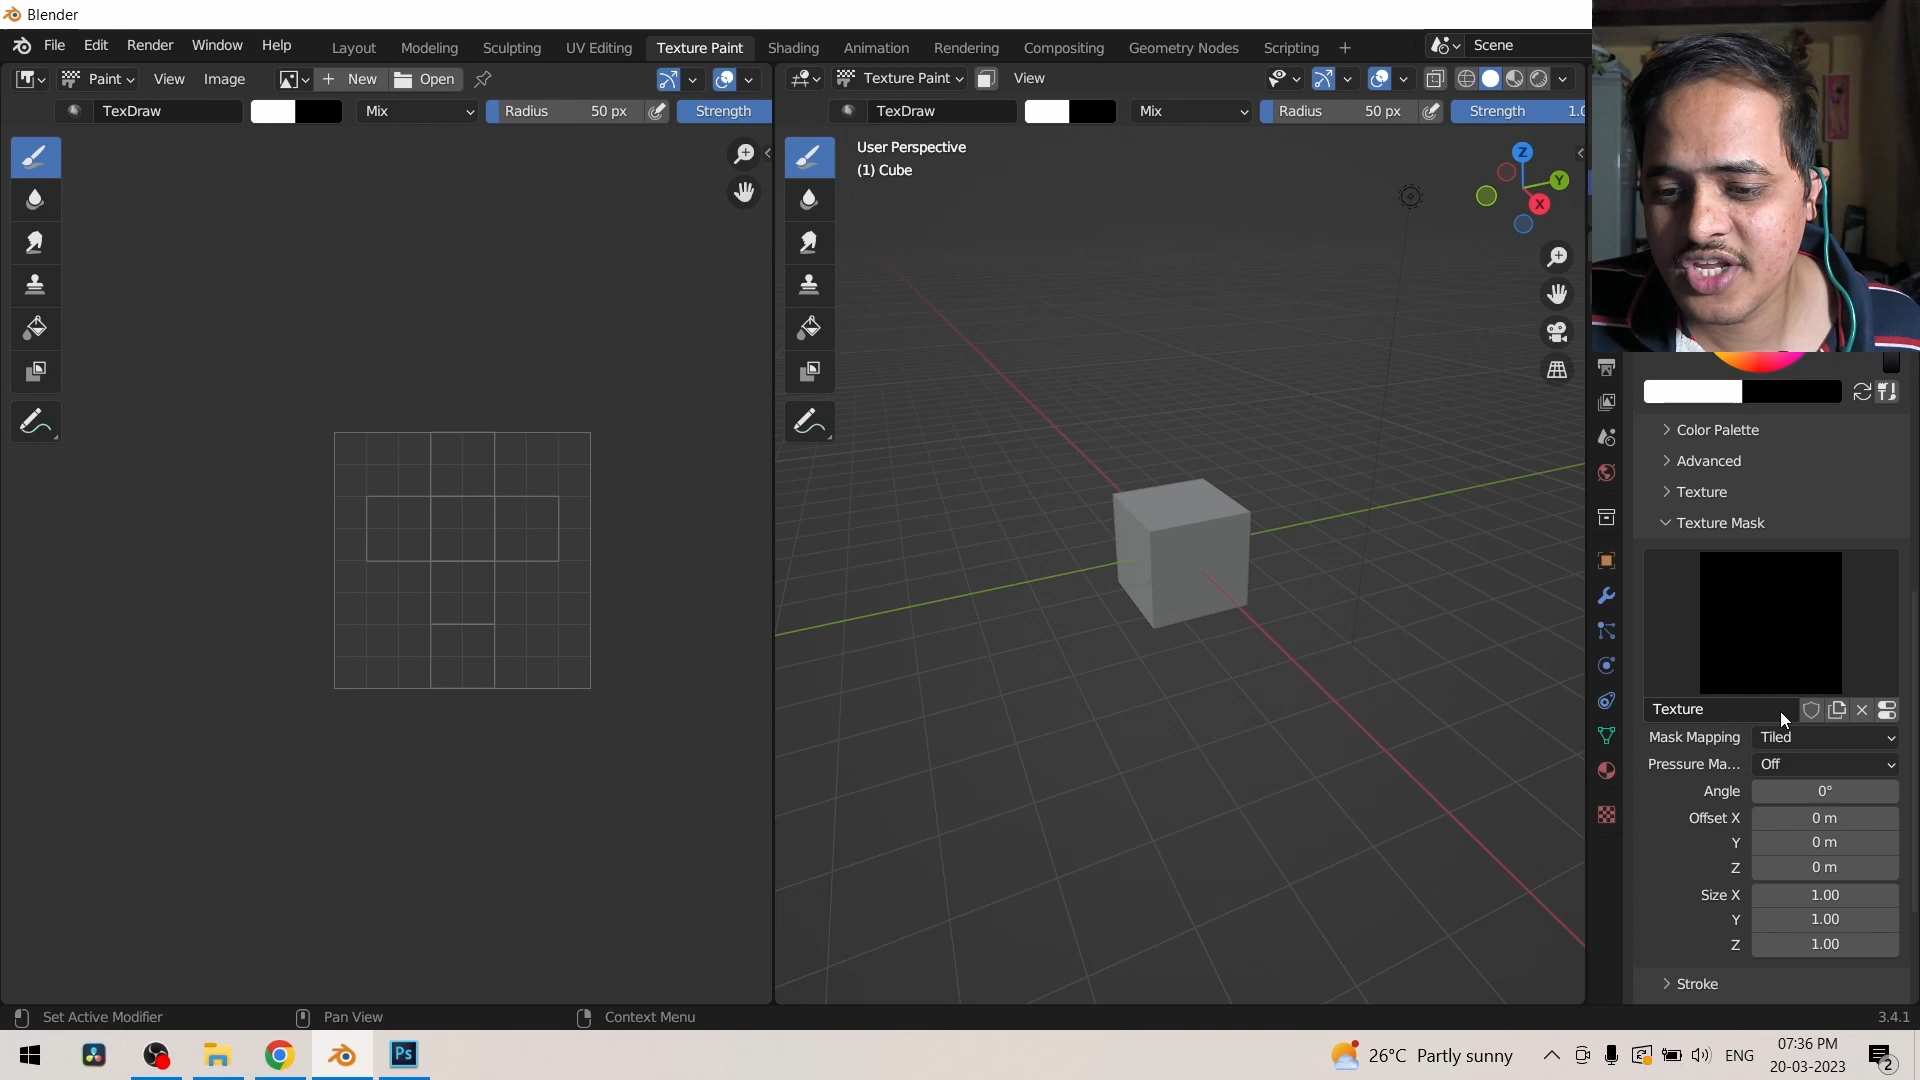 Blender
File Edit Render Window Help Layout Modeling Sculpting UV Editing Texture Paint Shading Animation Rendering Compositing Geometry Nodes Scripting + Scene
Paint View Image + New Open
TexDraw Mix Radius 50 px Strength
Texture Paint View
TexDraw Mix Radius 50 px Strength 1.0
User Perspective
(1) Cube
Z
Y
X
Color Palette
Advanced
Texture
Texture Mask
Texture
Mask Mapping Tiled
Pressure Ma... Off
Angle 0°
Offset X 0 m
Y 0 m
Z 0 m
Size X 1.00
Y 1.00
Z 1.00
Stroke
Set Active Modifier Pan View Context Menu 3.4.1
Ps 26°C Partly sunny ENG 07:36 PM
20-03-2023 2